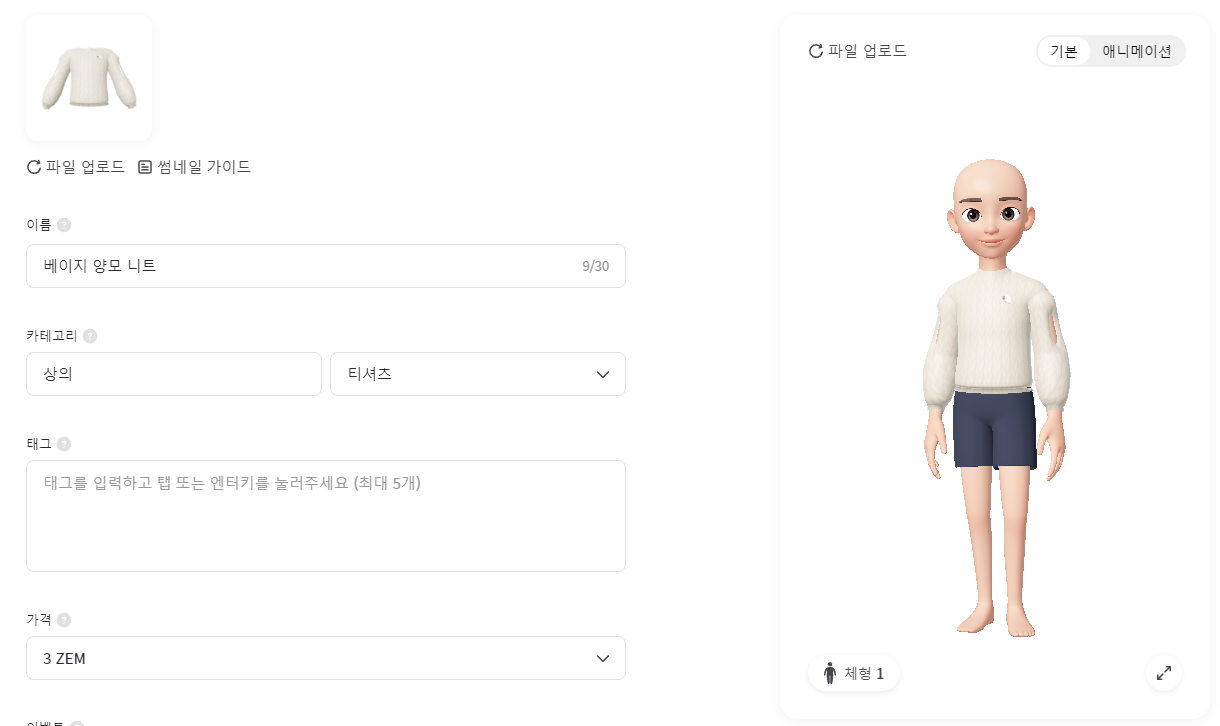 파일 업로드 썸네일 가이드
이름 ?
베이지 양모 니트 9/30
카테고리 ?
상의 티셔츠
태그 ?
태그를 입력하고 탭 또는 엔터키를 눌러주세요 (최대 5개)
가격 ?
3 ZEM
파일 업로드 기본 애니메이션
체형 1